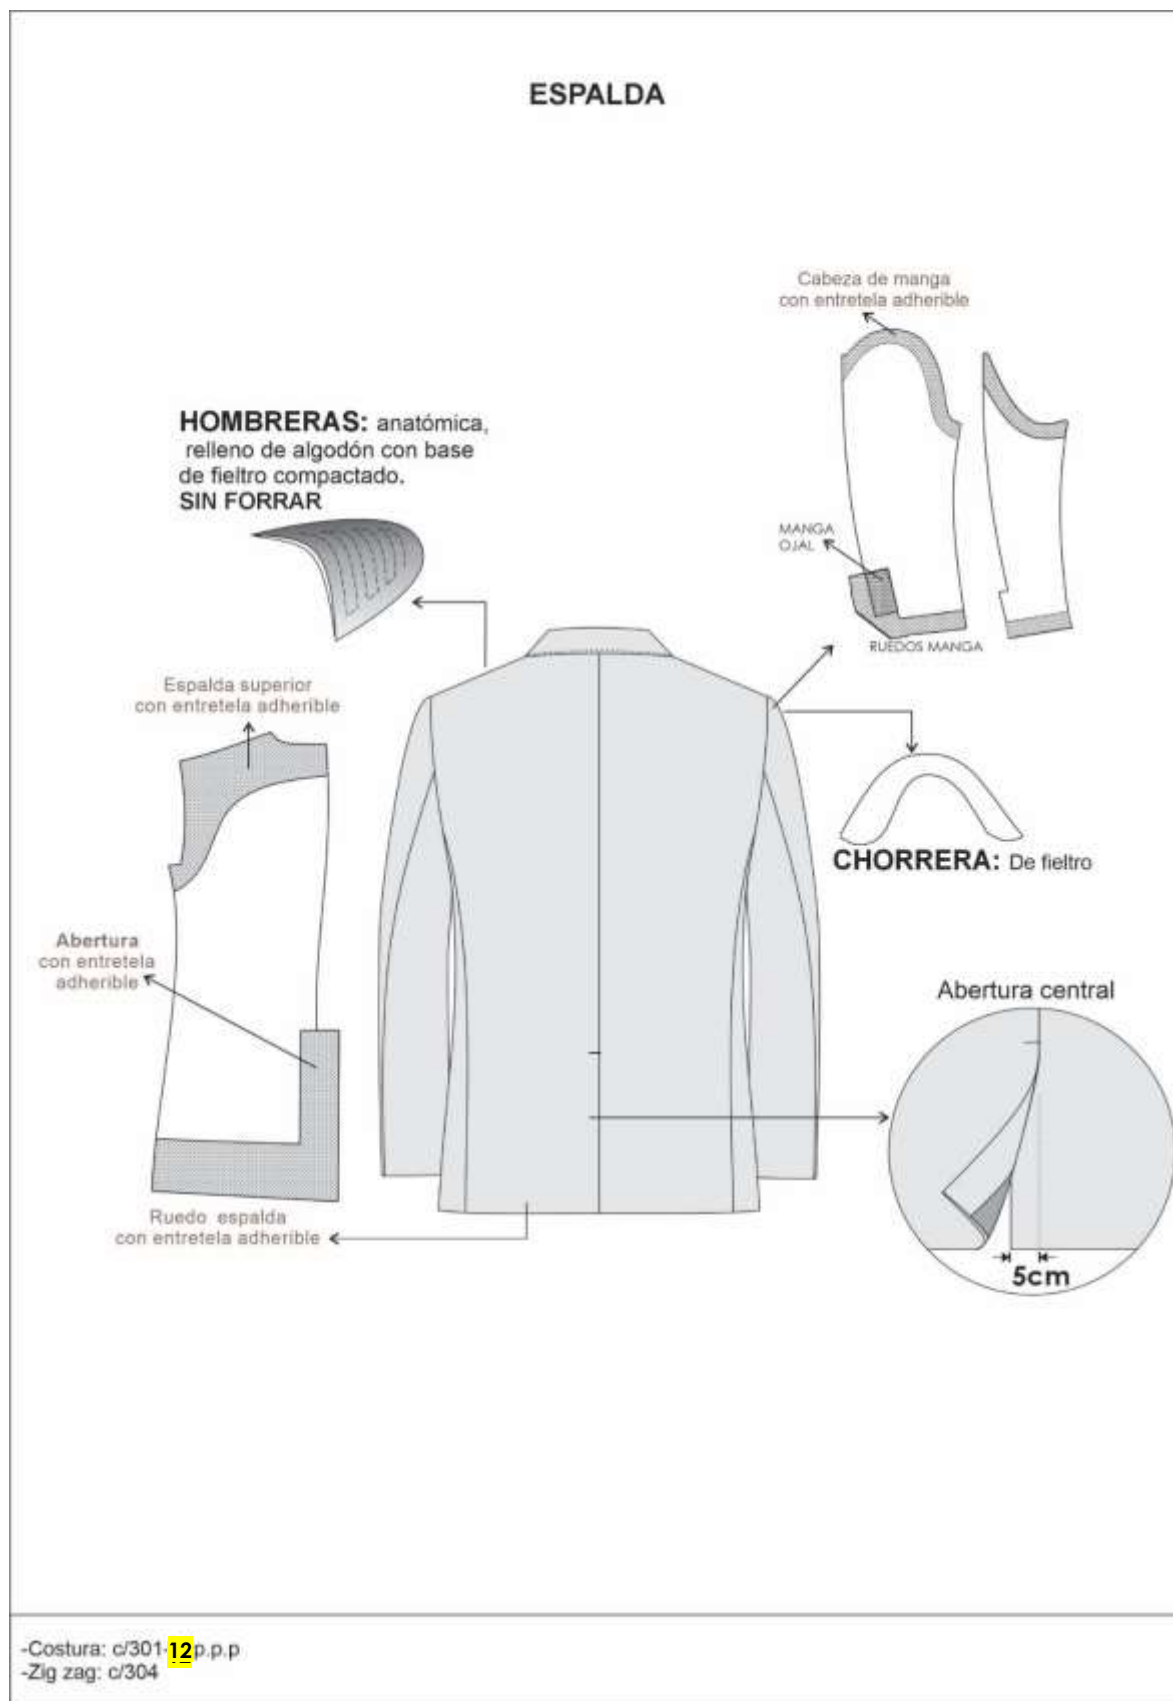 ESPALDA
Cabeza de manga
con entretela adherible
HOMBRERAS: anatómica,
relleno de algodón con base
de fieltro compactado.
SIN FORRAR
MANGA
OJAL
RUEDOS MANGA
Espalda superior
con entretela adherible
CHORRERA: De fieltro
Abertura
con entretela
adherible
Abertura central
5cm
Ruedo espalda
con entretela adherible
-Costura: c/301-12p.p.p
-Zig zag: c/304